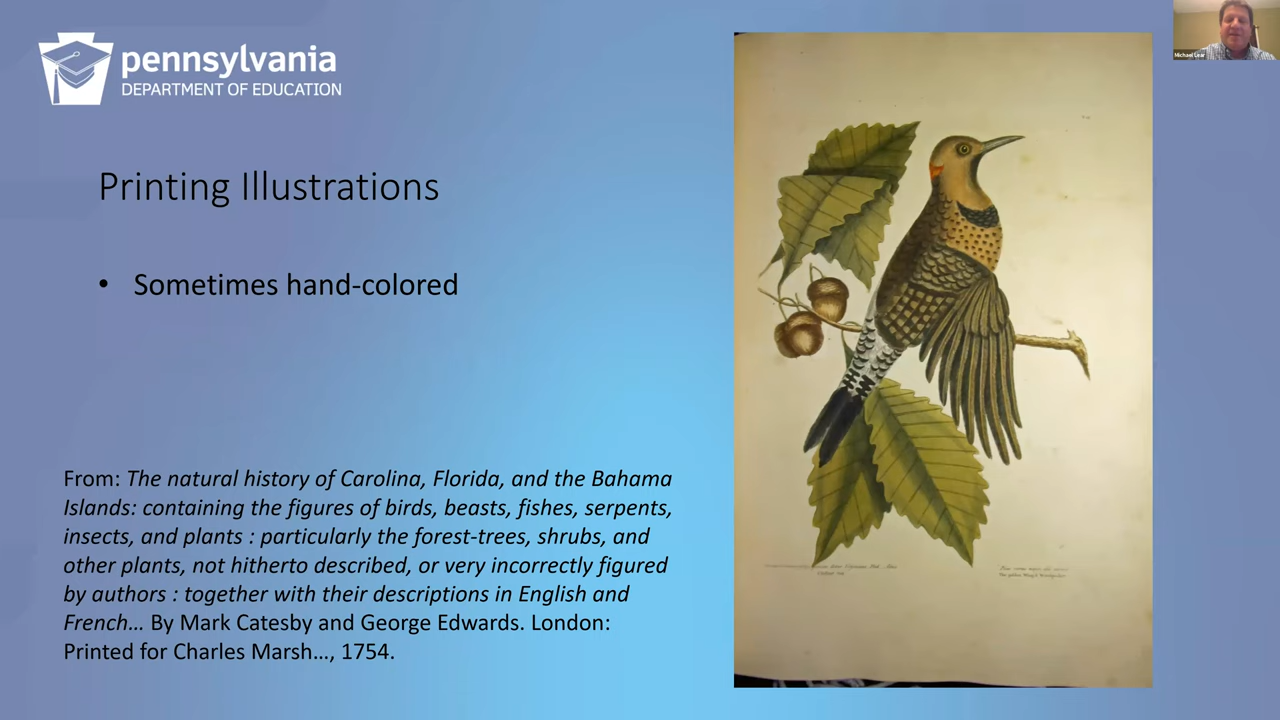 pennsylvania
DEPARTMENT OF EDUCATION
Michael Lear
Printing Illustrations
• Sometimes hand-colored
From: The natural history of Carolina, Florida, and the Bahama
Islands: containing the figures of birds, beasts, fishes, serpents,
insects, and plants : particularly the forest-trees, shrubs, and
other plants, not hitherto described, or very incorrectly figured
by authors : together with their descriptions in English and
French… By Mark Catesby and George Edwards. London:
Printed for Charles Marsh…, 1754.